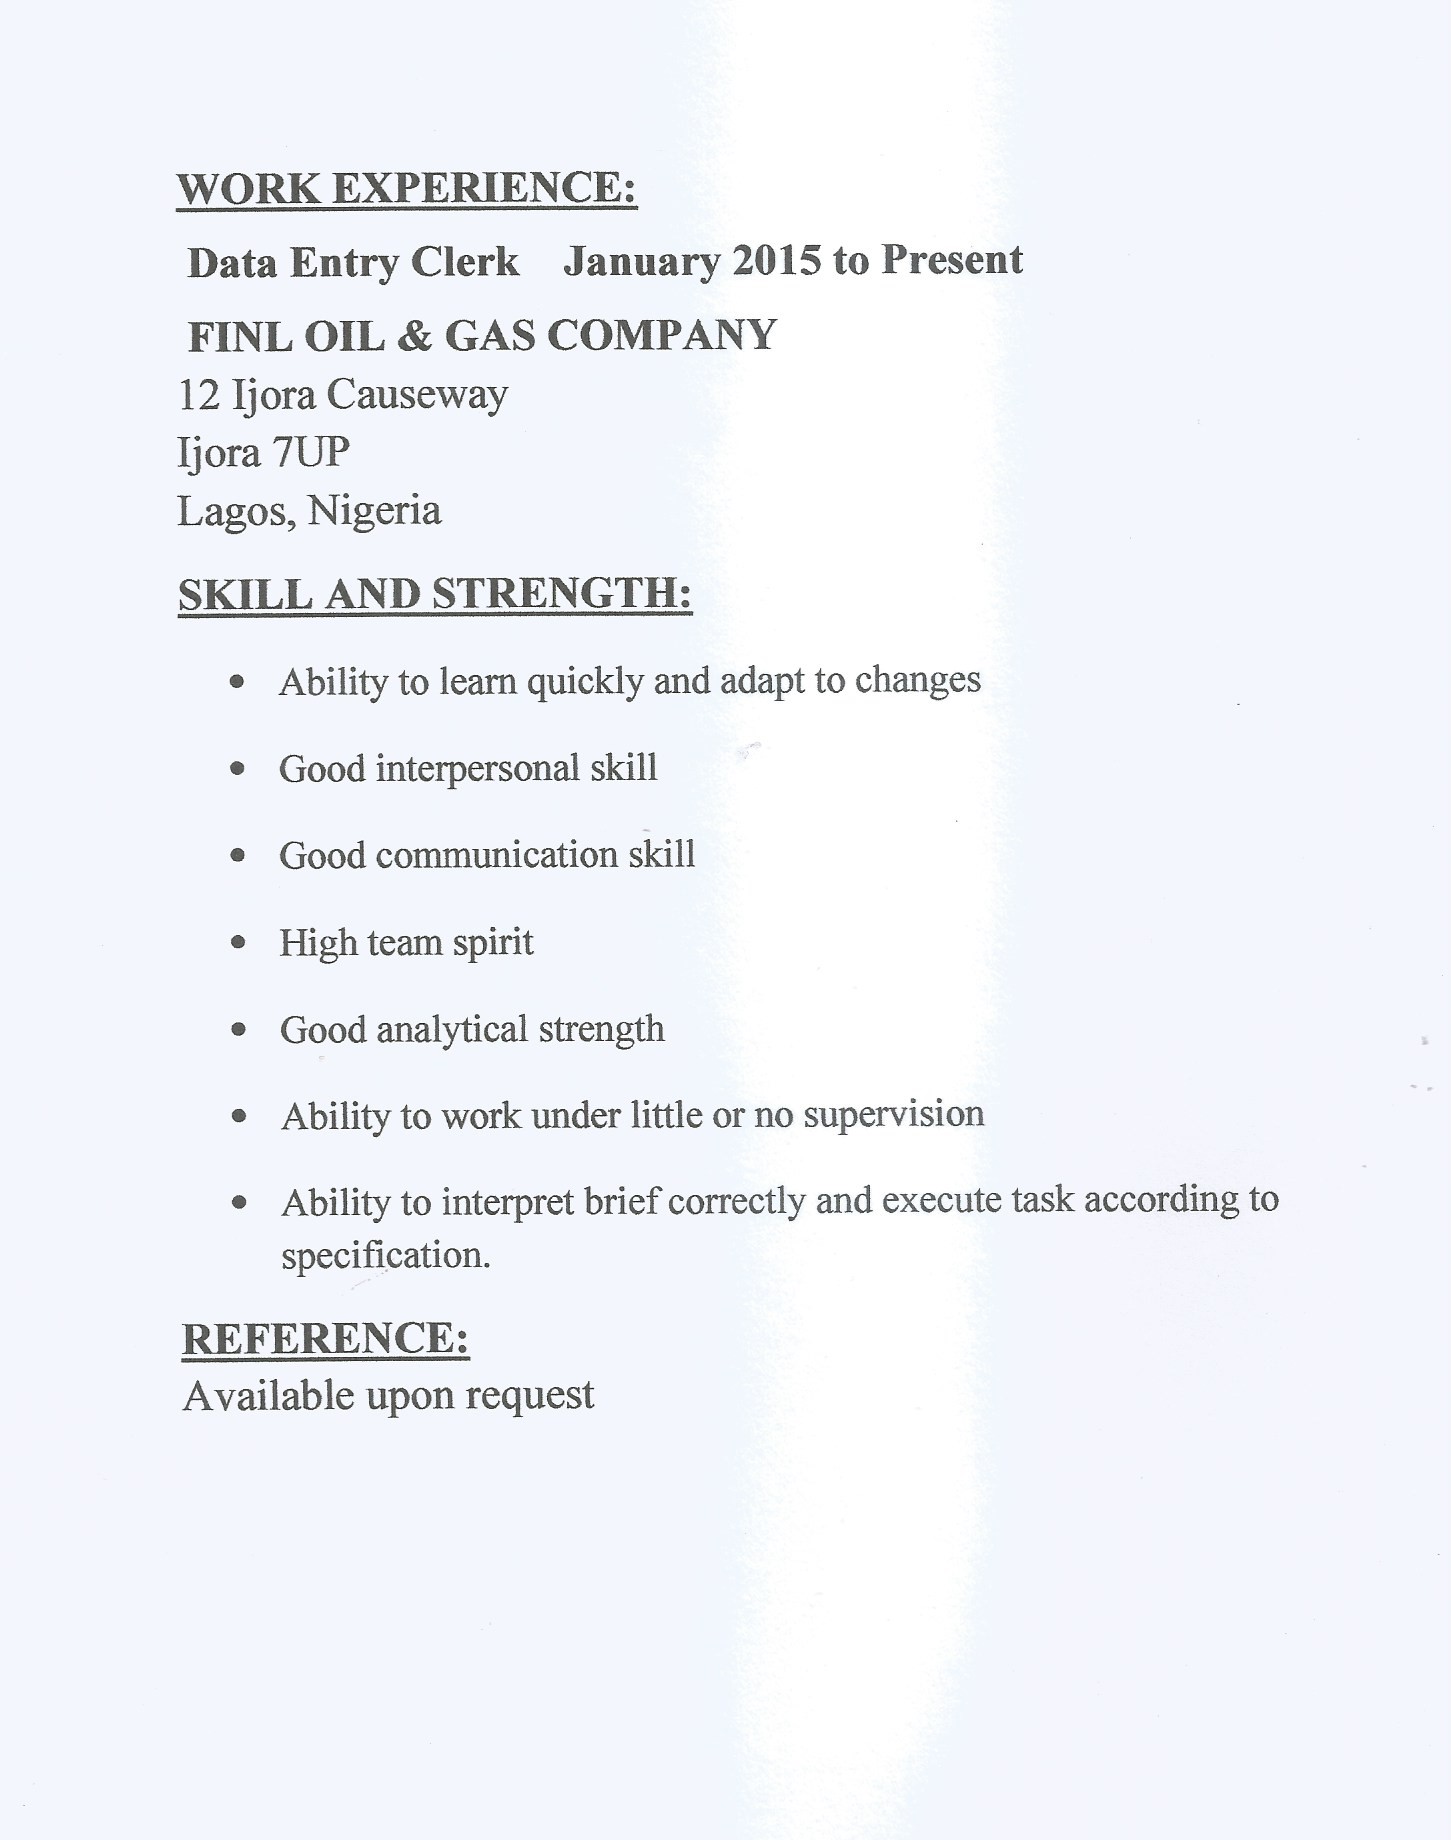 WORK EXPERIENCE:
Data Entry Clerk January 2015 to Present
FINL OIL & GAS COMPANY
12 Ijora Causeway
Ijora 7UP
Lagos, Nigeria
SKILL AND STRENGTH:
• Ability to learn quickly and adapt to changes
• Good interpersonal skill
• Good communication skill
• High team spirit
• Good analytical strength
• Ability to work under little or no supervision
• Ability to interpret brief correctly and execute task according to
specification.
REFERENCE:
Available upon request